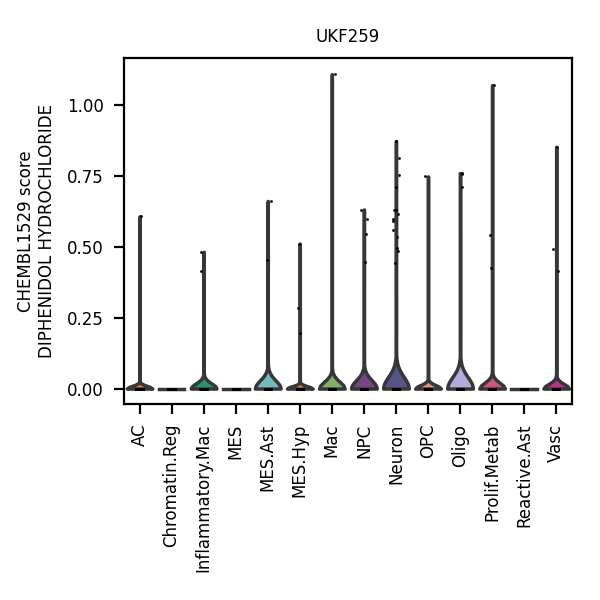 UKF259
CHEMBL1529 score
DIPHENIDOL HYDROCHLORIDE
1.00
0.75
0.50
0.25
0.00
AC
Chromatin.Reg
Inflammatory.Mac
MES
MES.Ast
MES.Hyp
Mac
NPC
Neuron
OPC
Oligo
Prolif.Metab
Reactive.Ast
Vasc